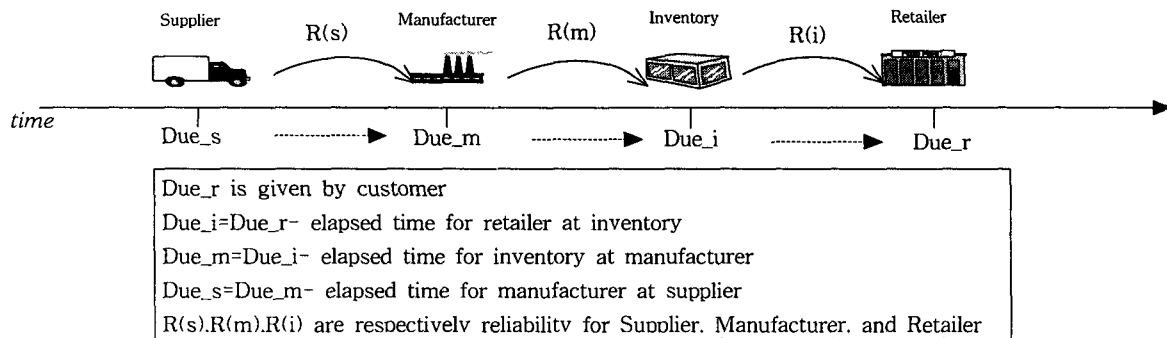 Supplier Manufacturer Inventory Retailer
R(s) R(m) R(i)
time
Due_s Due_m Due_i Due_r
Due_r is given by customer
Due_i=Due_r- elapsed time for retailer at inventory
Due_m=Due_i- elapsed time for inventory at manufacturer
Due_s=Due_m- elapsed time for manufacturer at supplier
R(s),R(m),R(i) are respectively reliability for Supplier, Manufacturer, and Retailer